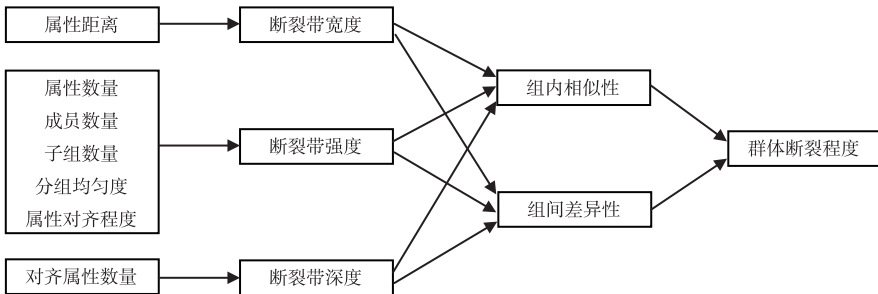 属性距离
断裂带宽度
属性数量
成员数量
子组数量
分组均匀度
属性对齐程度
断裂带强度
组内相似性
群体断裂程度
组间差异性
对齐属性数量
断裂带深度